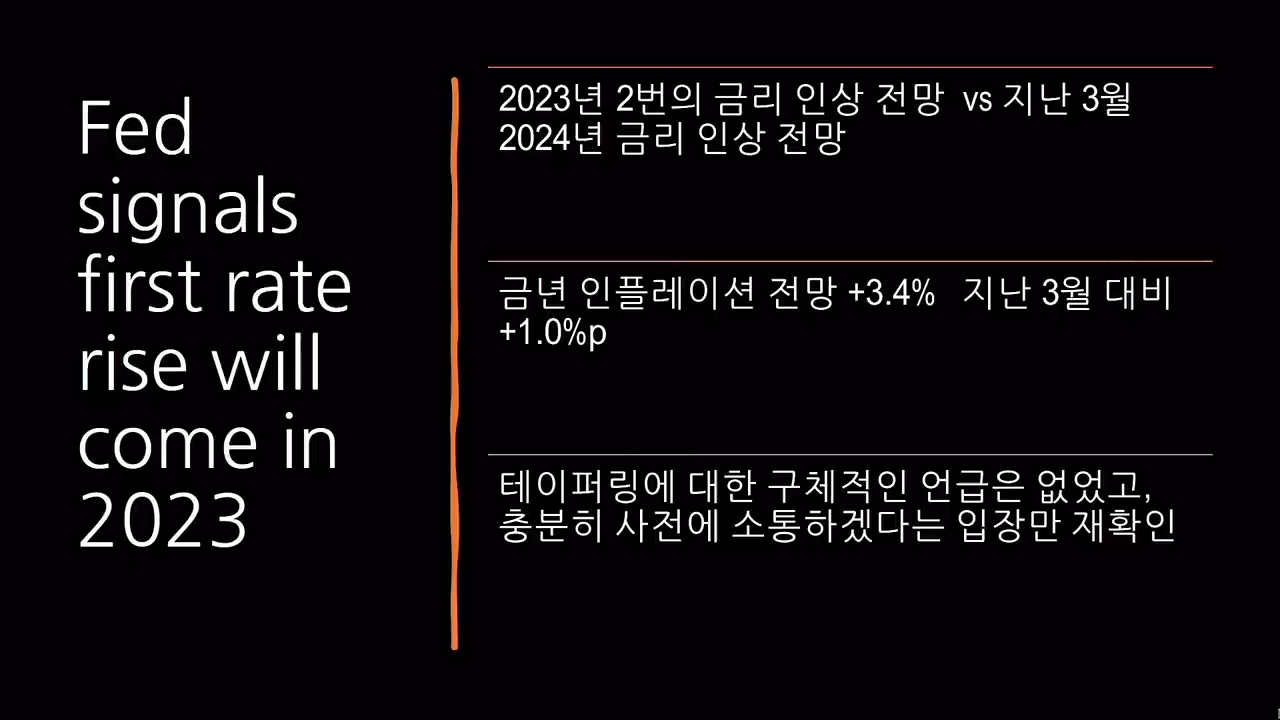 Fed
signals
first rate
rise will
come in
2023
2023년 2번의 금리 인상 전망 vs 지난 3월
2024년 금리 인상 전망
금년 인플레이션 전망 +3.4% 지난 3월 대비
+1.0%p
테이퍼링에 대한 구체적인 언급은 없었고,
충분히 사전에 소통하겠다는 입장만 재확인